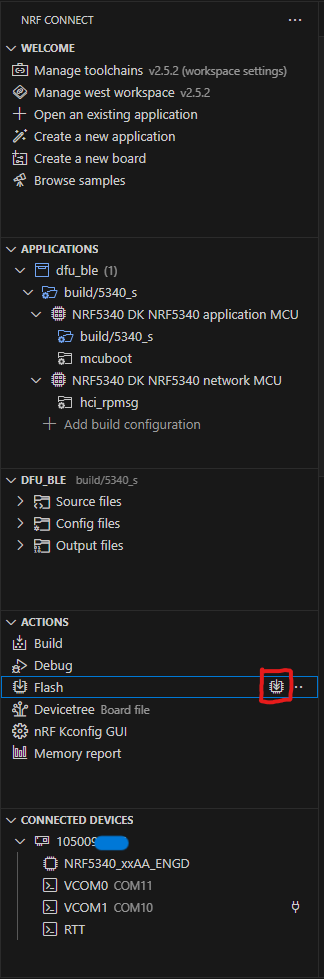 NRF CONNECT
WELCOME
Manage toolchains v2.5.2 (workspace settings)
Manage west workspace v2.5.2
Open an existing application
Create a new application
Create a new board
Browse samples
APPLICATIONS
dfu_ble (1)
build/5340_s
NRF5340 DK NRF5340 application MCU
build/5340_s
mcuboot
NRF5340 DK NRF5340 network MCU
hci_rpmsg
Add build configuration
DFU_BLE build/5340_s
Source files
Config files
Output files
ACTIONS
Build
Debug
Flash
Devicetree Board file
nRF Kconfig GUI
Memory report
CONNECTED DEVICES
105009
NRF5340_xxAA_ENGD
VCOM0 COM11
VCOM1 COM10
RTT